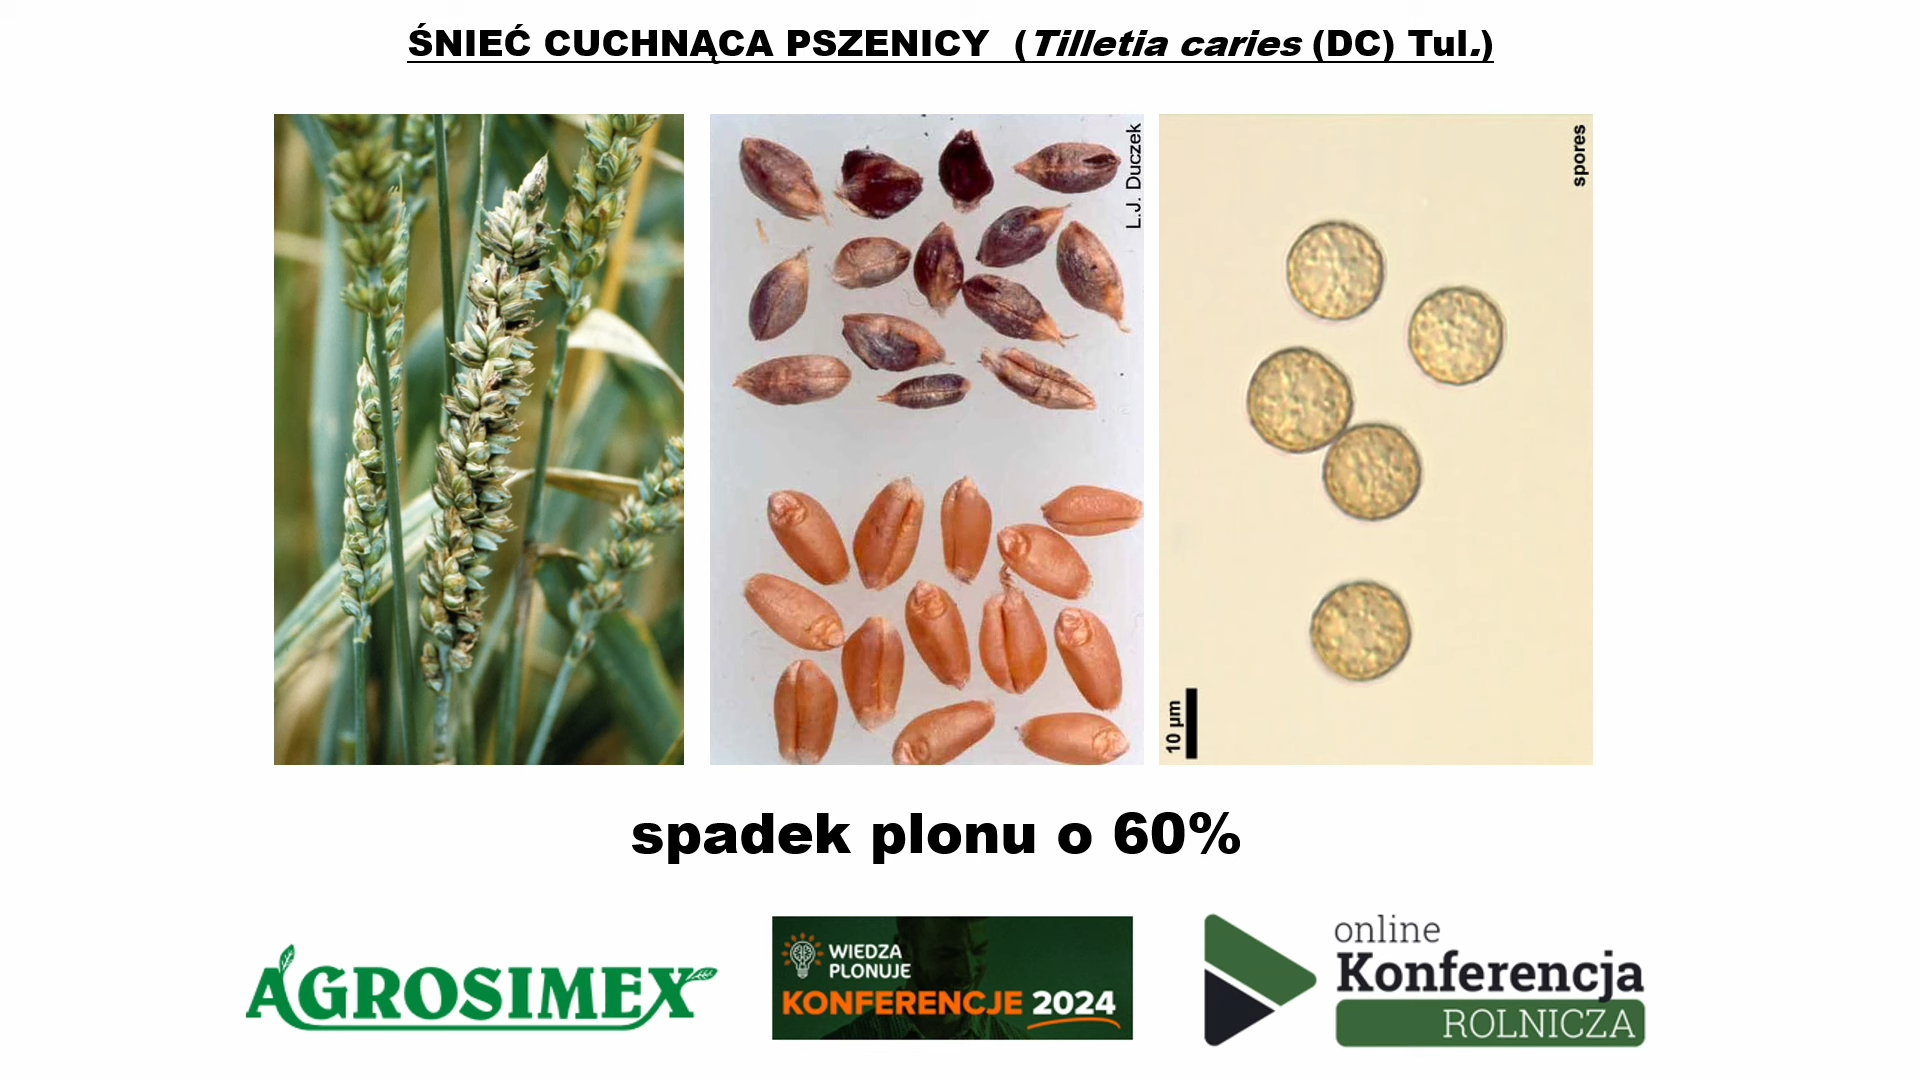 ŚNIEĆ CUCHNĄCA PSZENICY (Tilletia caries (DC) Tul.)
L.J. Duczek
spores
10 µm
spadek plonu o 60%
AGROSIMEX
WIEDZA
PLONUJE
KONFERENCJE 2024
online
Konferencja
ROLNICZA